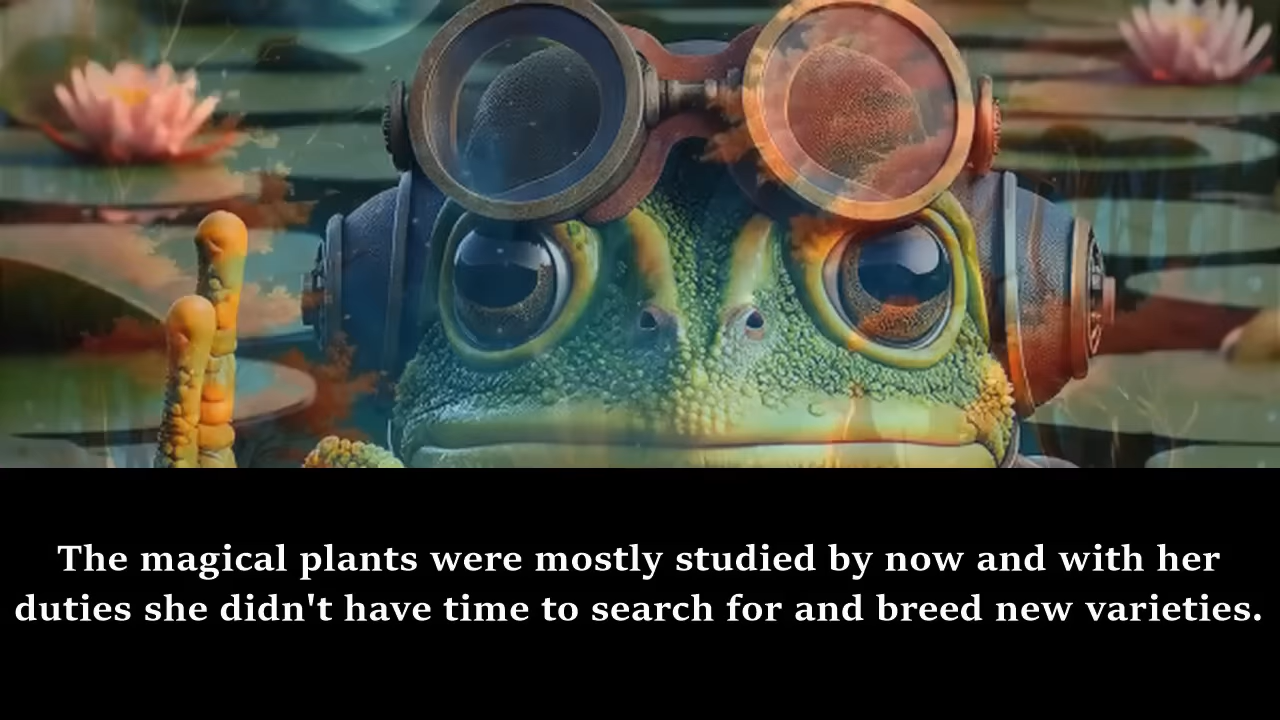 The magical plants were mostly studied by now and with her
duties she didn't have time to search for and breed new varieties.